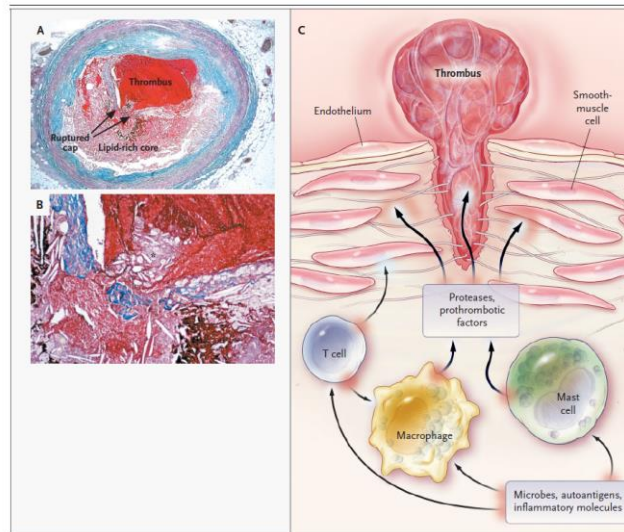 A
Thrombus
Ruptured
cap
Lipid-rich core
B
C
Thrombus
Endothelium
Smooth-
muscle
cell
Proteases,
prothrombotic
factors
T cell
Macrophage
Mast
cell
Microbes, autoantigens,
inflammatory molecules